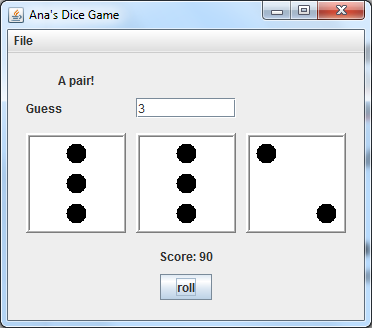 Ana's Dice Game
File
A pair!
Guess
3
Score: 90
roll